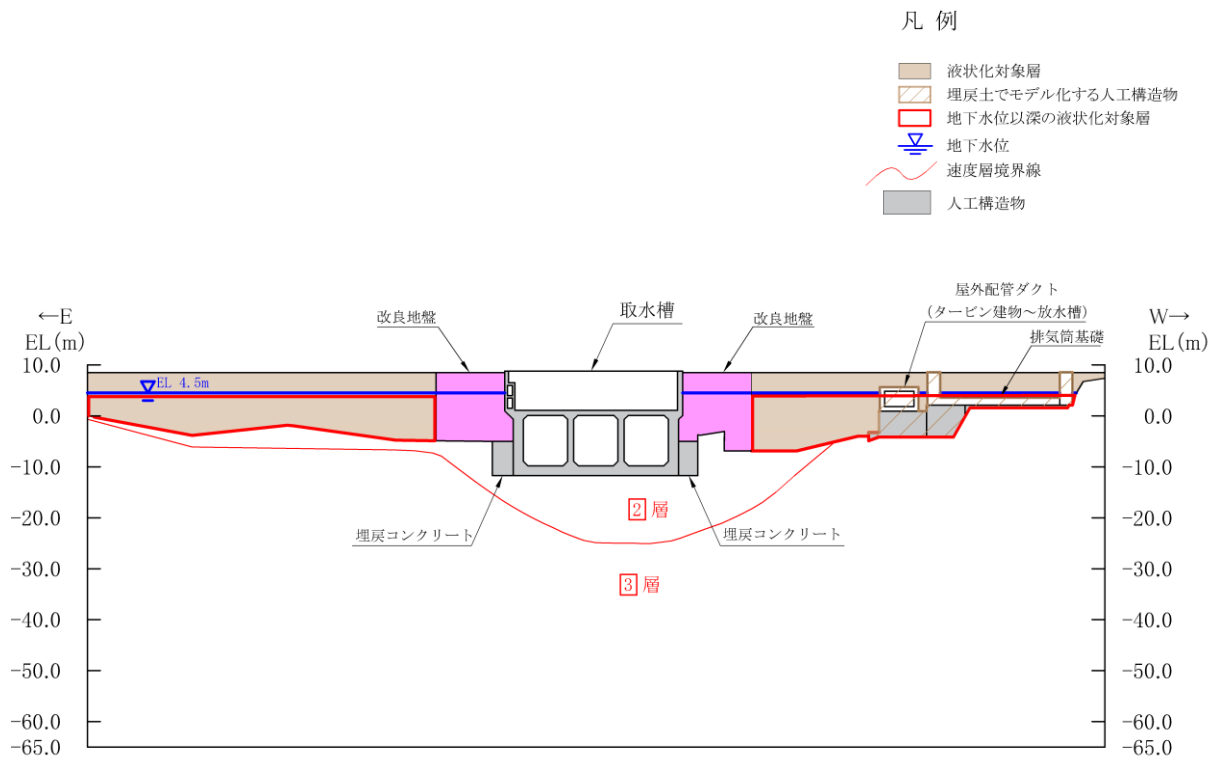 凡 例
液状化対象層
埋戻土でモデル化する人工構造物
地下水位以深の液状化対象層
地下水位
速度層境界線
人工構造物
屋外配管ダクト
(タービン建物～放水槽)
排気筒基礎
←E
EL(m)
改良地盤
取水槽
改良地盤
W→
EL(m)
EL 4.5m
10.0
0.0
-10.0
-20.0
-30.0
-40.0
-50.0
-60.0
-65.0
10.0
0.0
-10.0
-20.0
-30.0
-40.0
-50.0
-60.0
-65.0
2 層
埋戻コンクリート
埋戻コンクリート
3 層